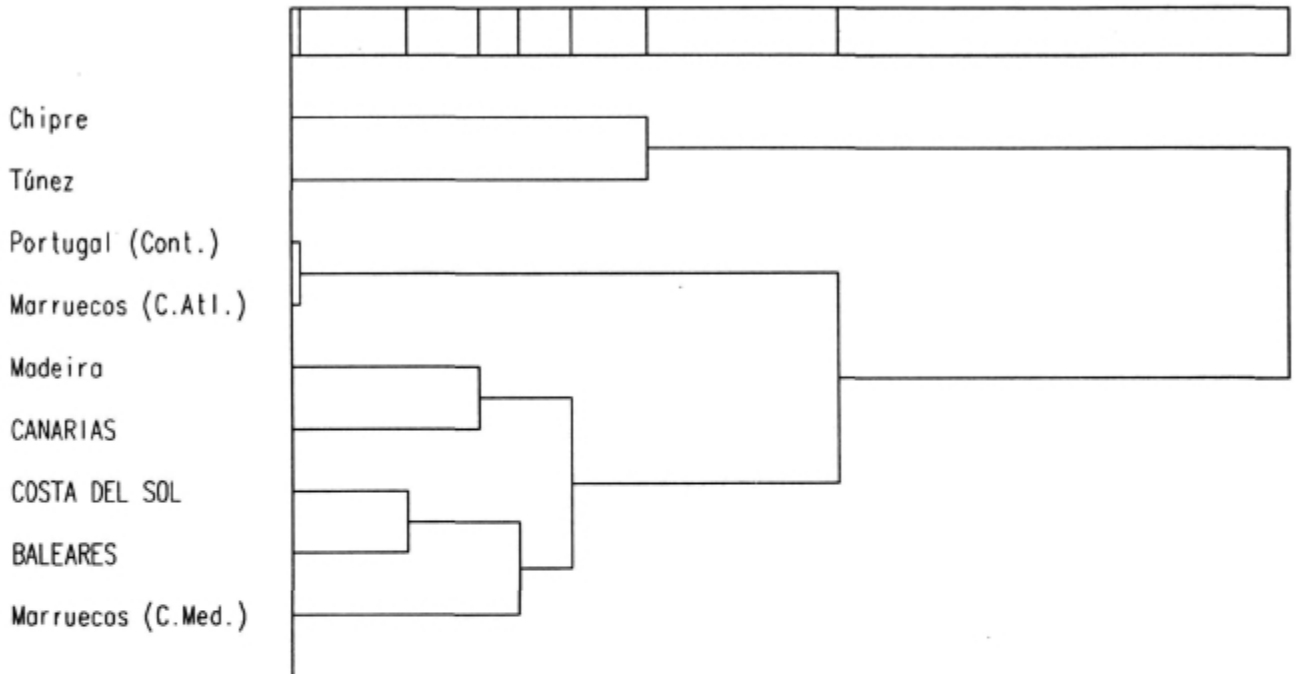 Chipre
Túnez
Portugal (Cont.)
Marruecos (C.Atl.)
Madeira
CANARIAS
COSTA DEL SOL
BALEARES
Marruecos (C.Med.)